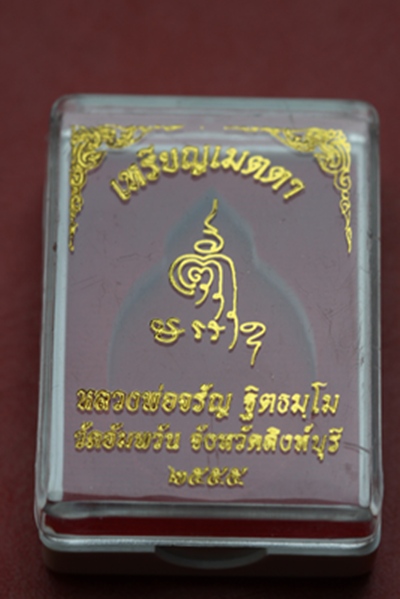 เหรียญเมตตา
หลวงพ่อจรัญ ฐิตธมฺโม
วัดอัมพวัน จังหวัดสิงห์บุรี
๒๕๕๕